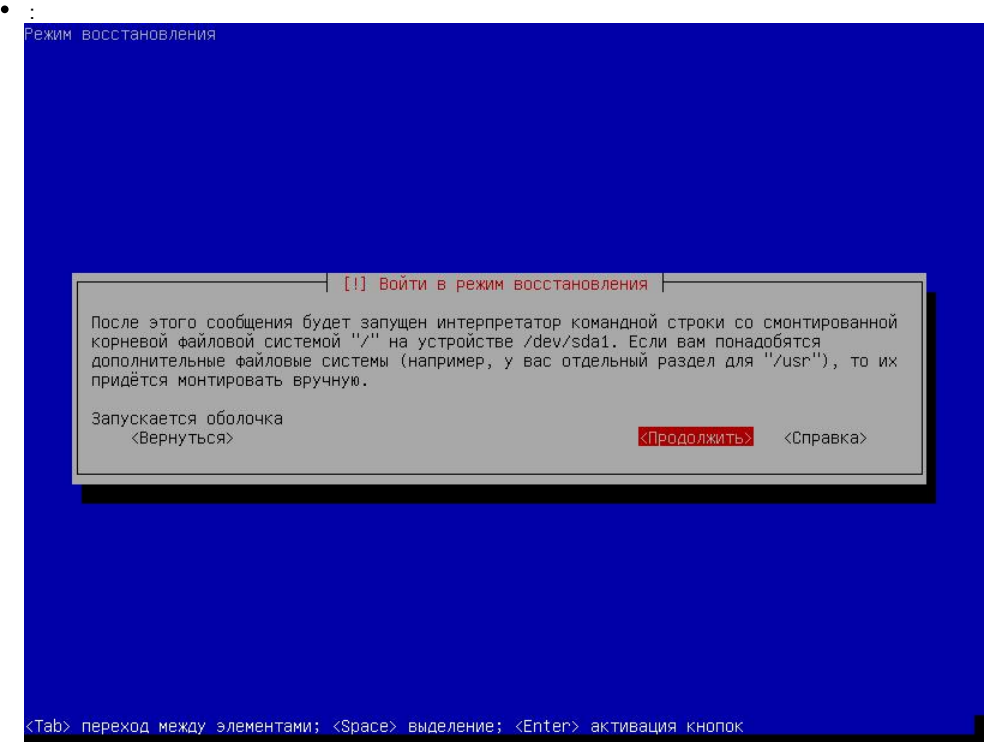 • :
Режим восстановления
[!] Войти в режим восстановления
После этого сообщения будет запущен интерпретатор командной строки со смонтированной
корневой файловой системой "/" на устройстве /dev/sda1. Если вам понадобятся
дополнительные файловые системы (например, у вас отдельный раздел для "/usr"), то их
придётся монтировать вручную.
Запускается оболочка
<Вернуться> <Продолжить> <Справка>
<Tab> переход между элементами; <Space> выделение; <Enter> активация кнопок